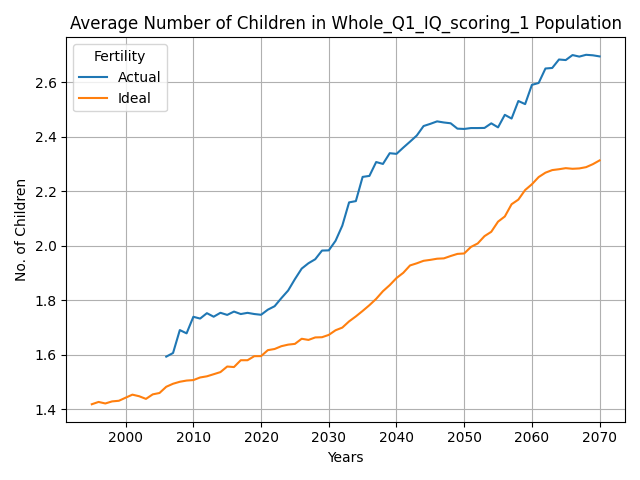 Average Number of Children in Whole_Q1_IQ_scoring_1 Population
Fertility
Actual
Ideal
No. of Children
2.6
2.4
2.2
2.0
1.8
1.6
1.4
2000 2010 2020 2030 2040 2050 2060 2070
Years